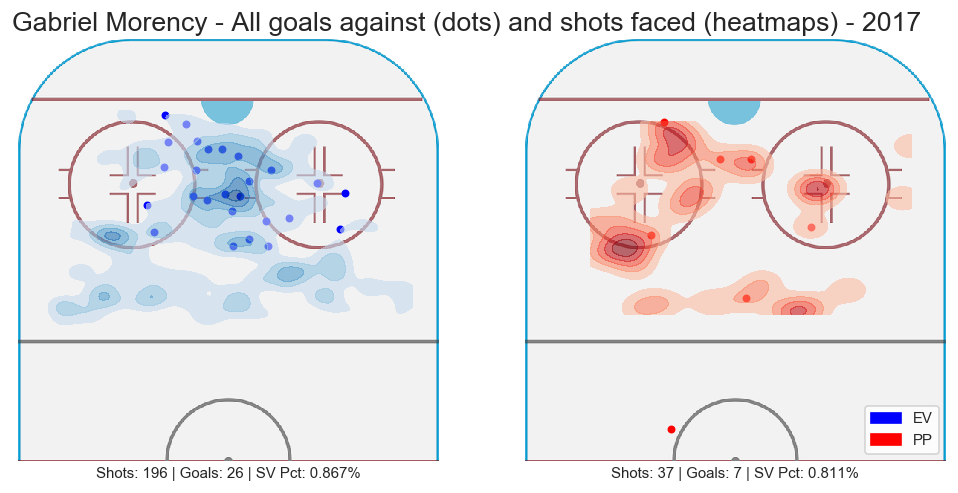 Gabriel Morency - All goals against (dots) and shots faced (heatmaps) - 2017
EV
PP
Shots: 196 | Goals: 26 | SV Pct: 0.867%
Shots: 37 | Goals: 7 | SV Pct: 0.811%